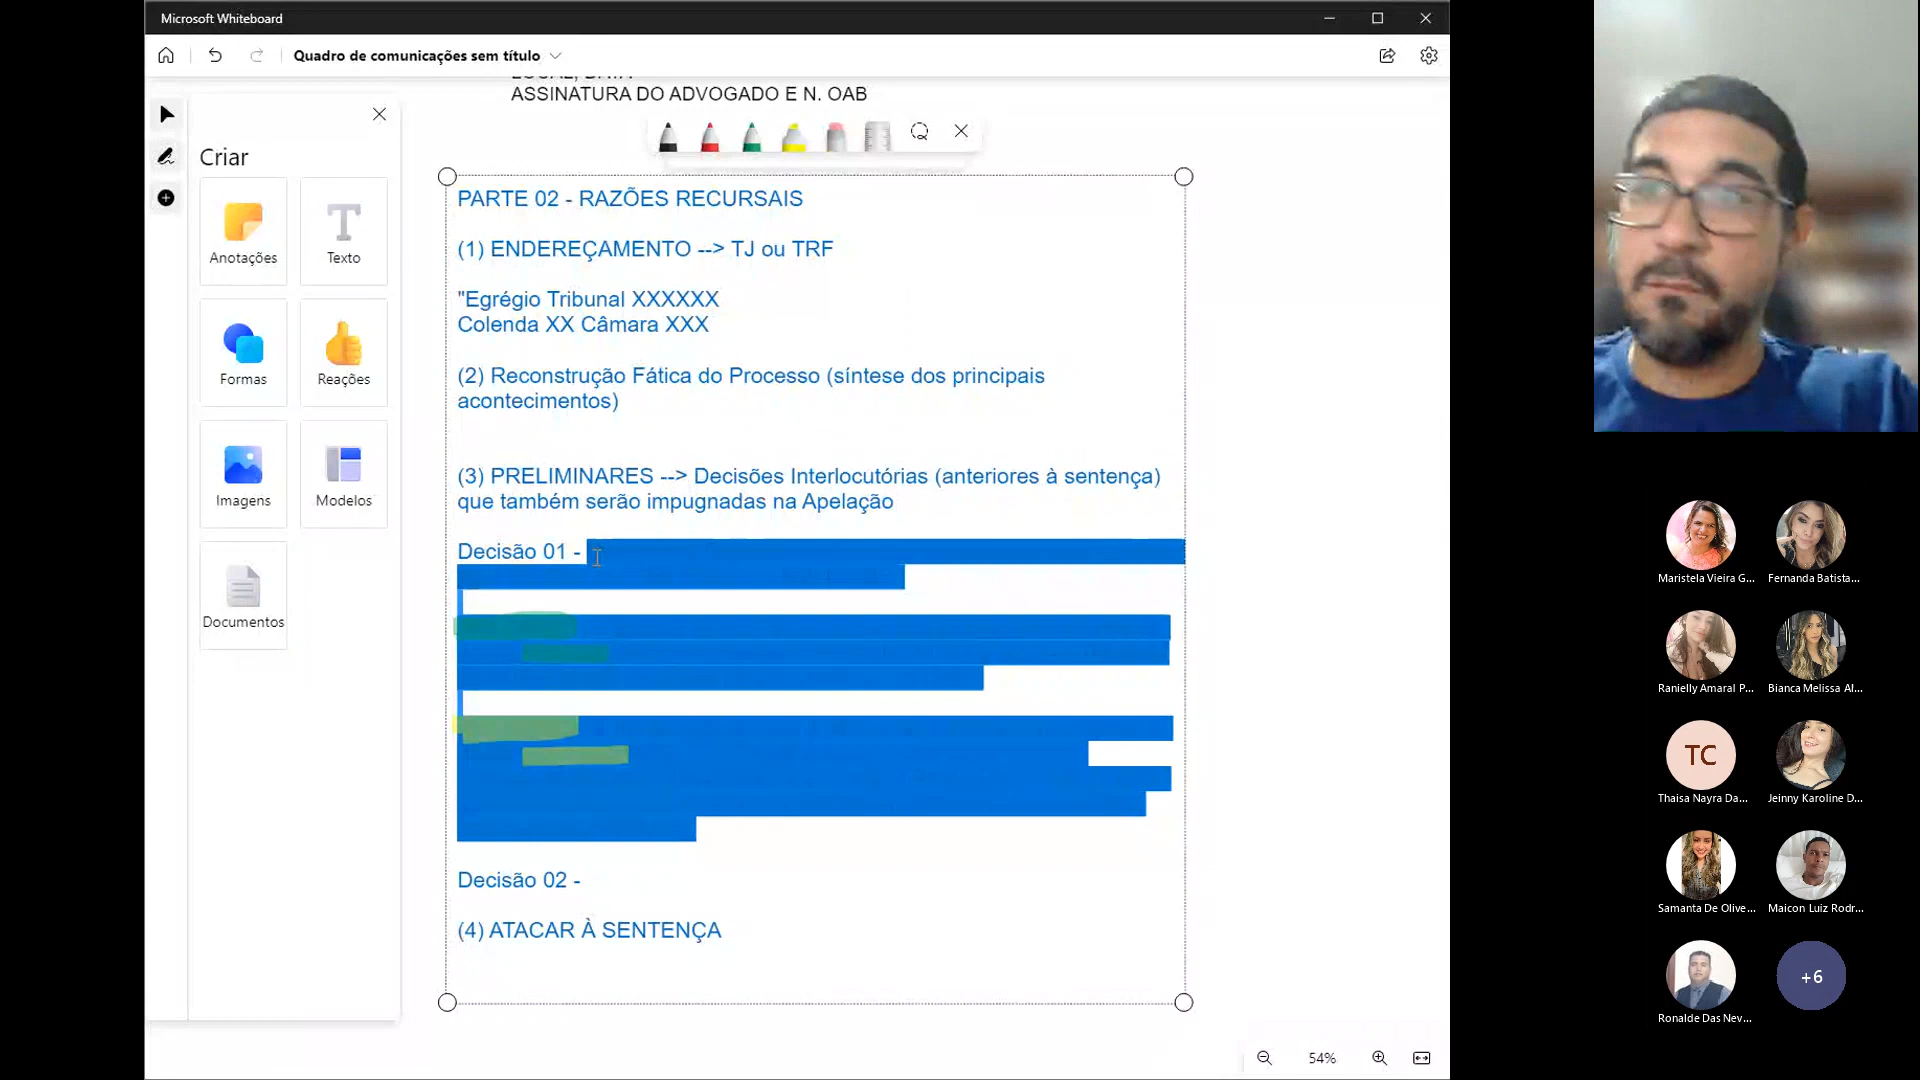 Microsoft Whiteboard
Quadro de comunicações sem título
ASSINATURA DO ADVOGADO E N. OAB
Criar
Anotações
Texto
Formas
Reações
Imagens
Modelos
Documentos
PARTE 02 - RAZÕES RECURSAIS
(1) ENDEREÇAMENTO --> TJ ou TRF
"Egrégio Tribunal XXXXXX
Colenda XX Câmara XXX
(2) Reconstrução Fática do Processo (síntese dos principais
acontecimentos)
(3) PRELIMINARES --> Decisões Interlocutórias (anteriores à sentença)
que também serão impugnadas na Apelação
Decisão 01 -
Decisão 02 -
(4) ATACAR À SENTENÇA
54%
Maristela Vieira G...
Fernanda Batista...
Ranielly Amaral P...
Bianca Melissa Al...
TC
Thaisa Nayra Da...
Jeinny Karoline D...
Samanta De Olive...
Maicon Luiz Rodr...
Ronalde Das Nev...
+6